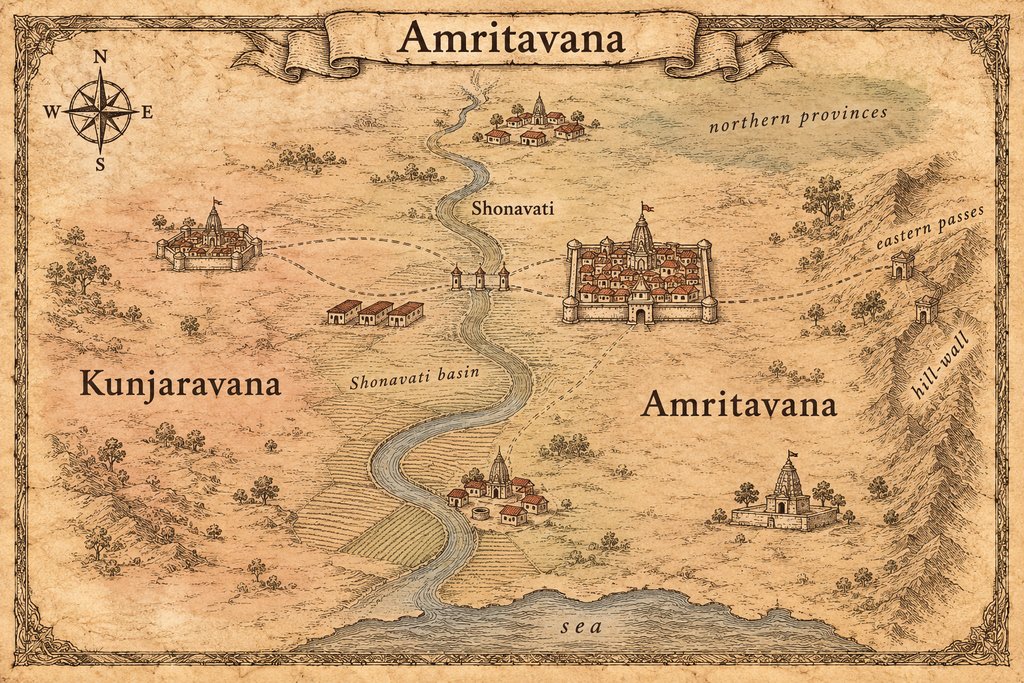 Amritavana
N
W E
S
northern provinces
Shonavati
eastern passes
hill-wall
Shonavati basin
Kunjaravana
Amritavana
sea